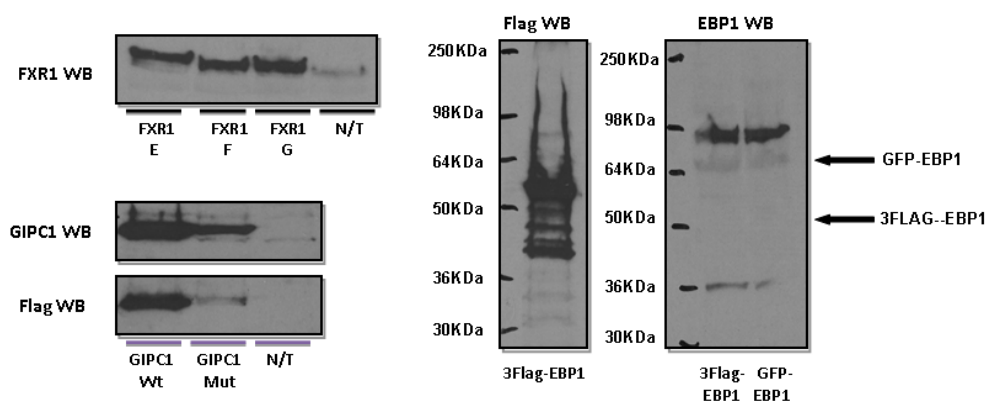 FXR1 WB
FXR1
E
FXR1
F
FXR1
G
N/T
GIPC1 WB
Flag WB
GIPC1
Wt
GIPC1
Mut
N/T
Flag WB
250KDa
98KDa
64KDa
50KDa
36KDa
30KDa
3Flag-EBP1
EBP1 WB
250KDa
98KDa
64KDa
50KDa
36KDa
30KDa
3Flag-
EBP1
GFP-
EBP1
GFP-EBP1
3FLAG--EBP1